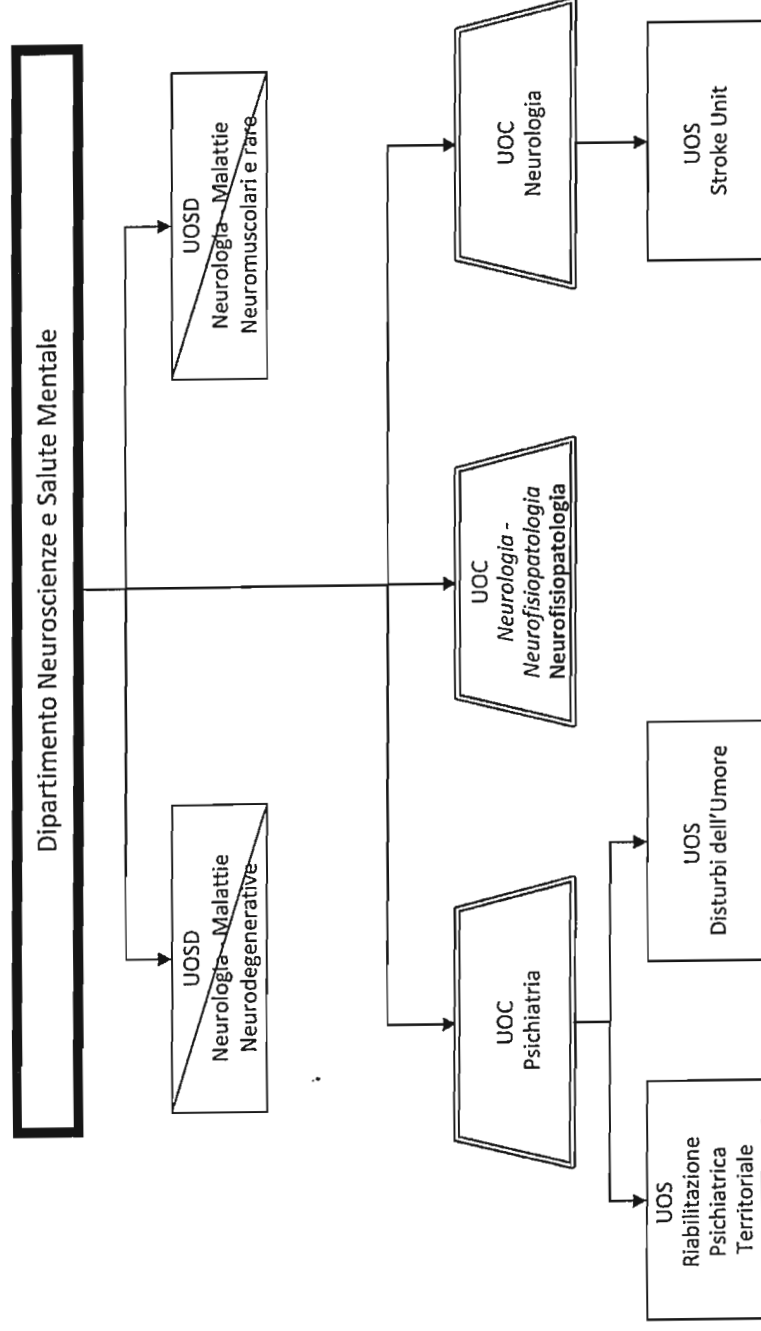 Dipartimento Neuroscienze e Salute Mentale
UOSD
Neurologia - Malattie
Neurodegenerative
UOSD
Neurologia - Malattie
Neuromuscolari e rare
UOC
Psichiatria
UOC
Neurologia -
Neurofisiopatologia
Neurofisiopatologia
UOC
Neurologia
UOS
Riabilitazione
Psichiatrica
Territoriale
UOS
Disturbi dell'Umore
UOS
Stroke Unit